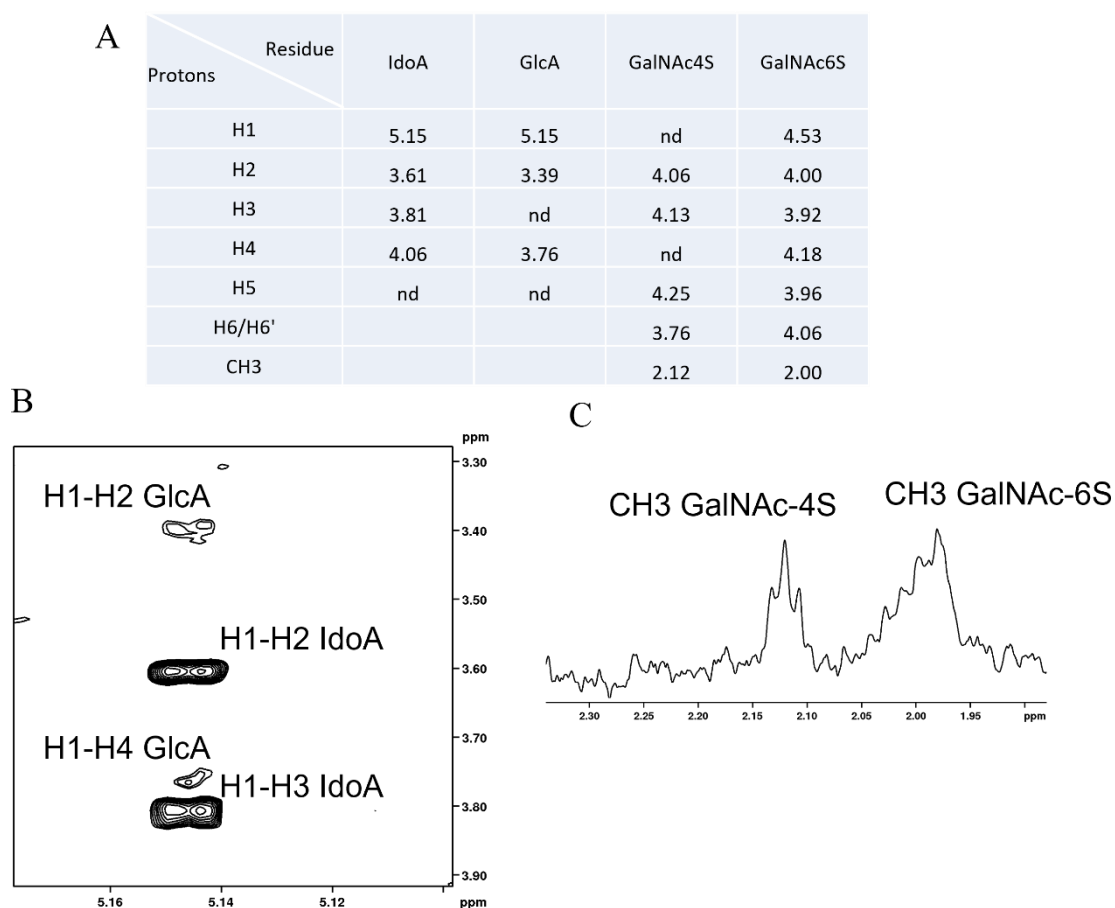 A
Residue
Protons
IdoA GlcA GalNAc4S GalNAc6S
H1 5.15 5.15 nd 4.53
H2 3.61 3.39 4.06 4.00
H3 3.81 nd 4.13 3.92
H4 4.06 3.76 nd 4.18
H5 nd nd 4.25 3.96
H6/H6' 3.76 4.06
CH3 2.12 2.00
B
ppm
3.30
H1-H2 GlcA
3.40
3.50
H1-H2 IdoA
3.60
3.70
H1-H4 GlcA
H1-H3 IdoA
3.80
3.90
5.16 5.14 5.12 ppm
C
CH3 GalNAc-4S
CH3 GalNAc-6S
2.30 2.25 2.20 2.15 2.10 2.05 2.00 1.95 ppm